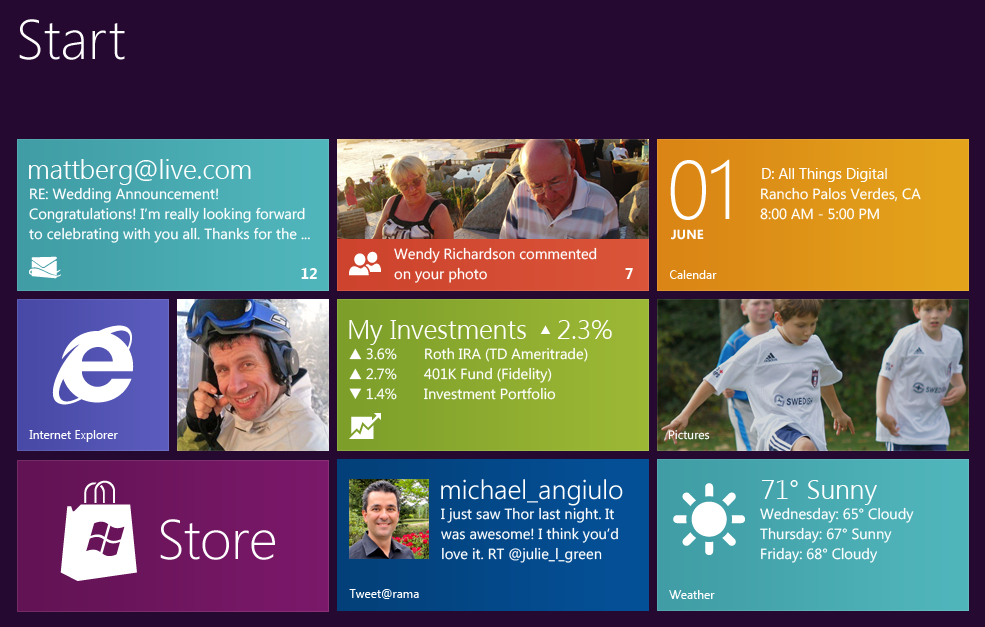 Start
mattberg@live.com
RE: Wedding Announcement!
Congratulations! I'm really looking forward
to celebrating with you all. Thanks for the ...
12
Wendy Richardson commented
on your photo
7
01
JUNE
D: All Things Digital
Rancho Palos Verdes, CA
8:00 AM - 5:00 PM
Calendar
Internet Explorer
My Investments ▲ 2.3%
▲ 3.6% Roth IRA (TD Ameritrade)
▲ 2.7% 401K Fund (Fidelity)
▼ 1.4% Investment Portfolio
SWEDISH
Pictures
Store
michael_angiulo
I just saw Thor last night. It
was awesome! I think you'd
love it. RT @julie_l_green
Tweet@rama
71° Sunny
Wednesday: 65° Cloudy
Thursday: 67° Sunny
Friday: 68° Cloudy
Weather